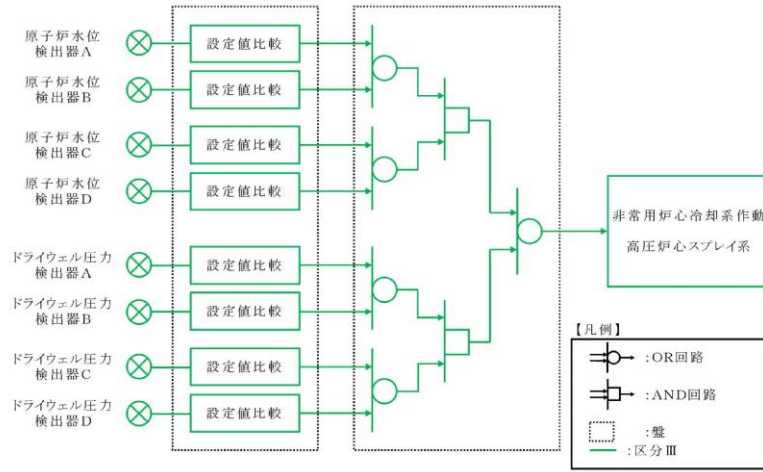 原子炉水位
検出器A
設定値比較
原子炉水位
検出器B
設定値比較
原子炉水位
検出器C
設定値比較
原子炉水位
検出器D
設定値比較
ドライウェル圧力
検出器A
設定値比較
ドライウェル圧力
検出器B
設定値比較
ドライウェル圧力
検出器C
設定値比較
ドライウェル圧力
検出器D
設定値比較
非常用炉心冷却系作動
高圧炉心スプレイ系
【凡例】
:OR回路
:AND回路
:盤
:区分Ⅲ